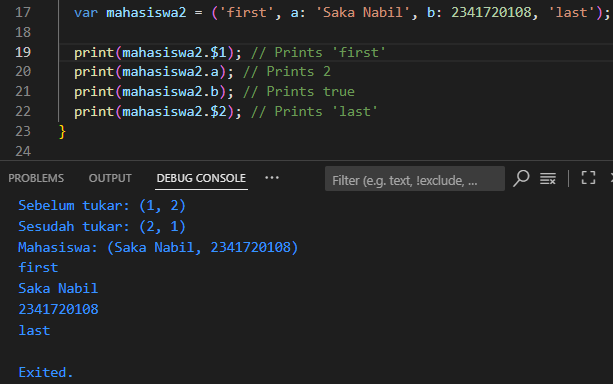 17 var mahasiswa2 = ('first', a: 'Saka Nabil', b: 2341720108, 'last');
18
19 print(mahasiswa2.$1); // Prints 'first'
20 print(mahasiswa2.a); // Prints 2
21 print(mahasiswa2.b); // Prints true
22 print(mahasiswa2.$2); // Prints 'last'
23 }
24
PROBLEMS OUTPUT DEBUG CONSOLE ··· Filter (e.g. text, !exclude, ...
Sebelum tukar: (1, 2)
Sesudah tukar: (2, 1)
Mahasiswa: (Saka Nabil, 2341720108)
first
Saka Nabil
2341720108
last
Exited.